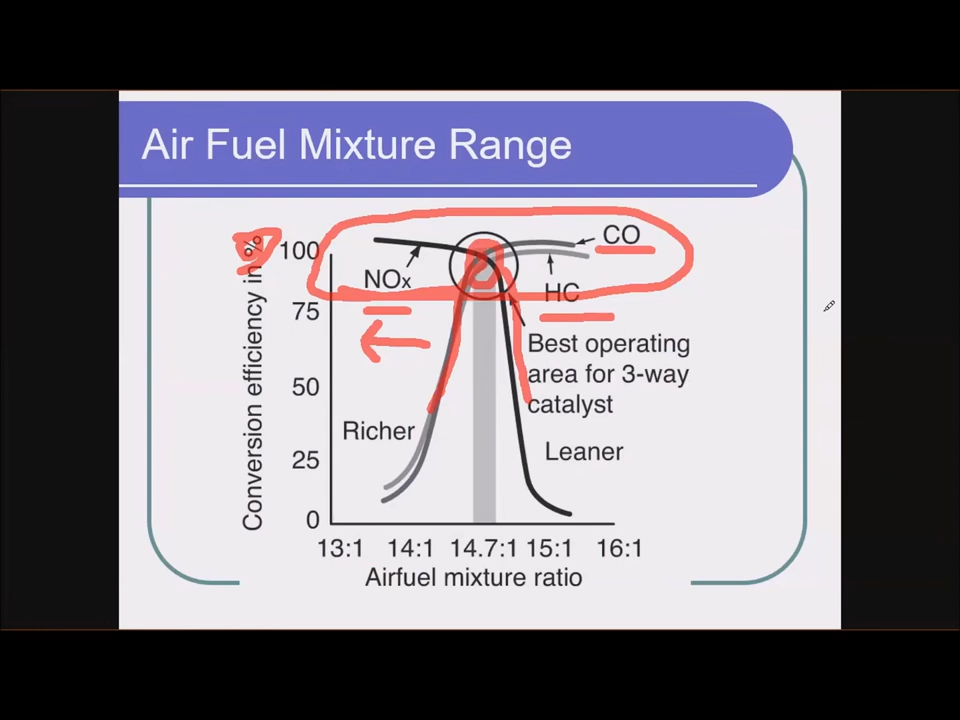 Air Fuel Mixture Range
Conversion efficiency in %
100
75
50
25
0
NOx
CO
HC
Best operating
area for 3-way
catalyst
Richer
Leaner
13:1 14:1 14.7:1 15:1 16:1
Airfuel mixture ratio